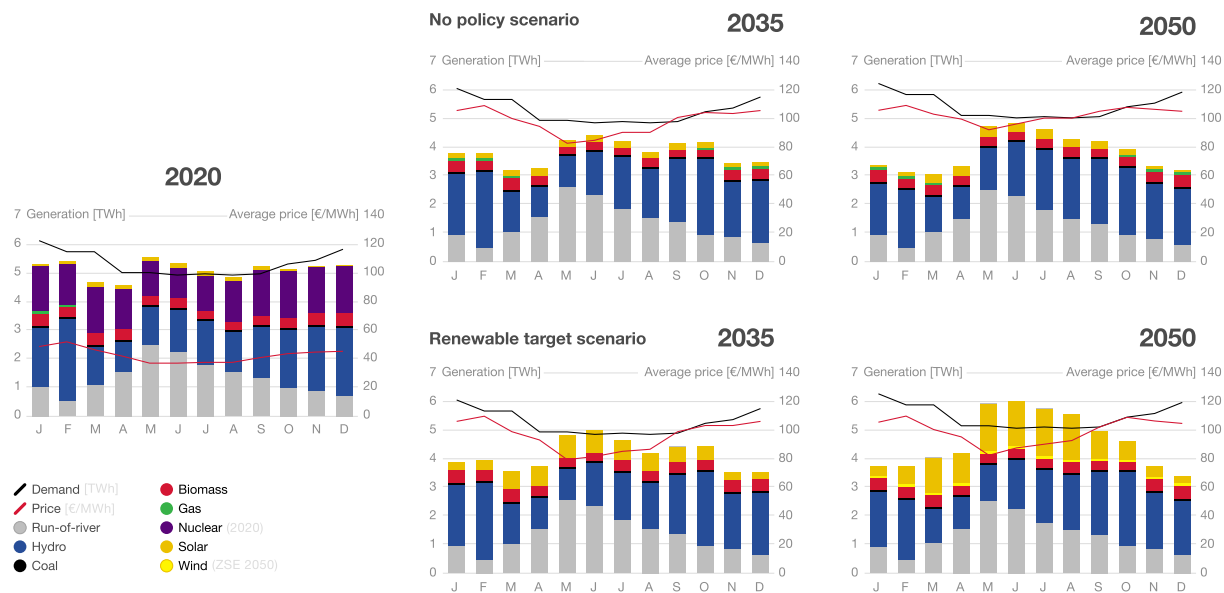 No policy scenario
2035
2050
7 Generation [TWh] Average price [€/MWh] 140
6 120
5 100
4 80
3 60
2 40
1 20
0 0
J F M A M J J A S O N D
7 Generation [TWh] Average price [€/MWh] 140
6 120
5 100
4 80
3 60
2 40
1 20
0 0
J F M A M J J A S O N D
2020
7 Generation [TWh] Average price [€/MWh] 140
6 120
5 100
4 80
3 60
2 40
1 20
0 0
J F M A M J J A S O N D
Renewable target scenario
2035
2050
7 Generation [TWh] Average price [€/MWh] 140
6 120
5 100
4 80
3 60
2 40
1 20
0 0
J F M A M J J A S O N D
7 Generation [TWh] Average price [€/MWh] 140
6 120
5 100
4 80
3 60
2 40
1 20
0 0
J F M A M J J A S O N D
Demand [TWh]
Price [€/MWh]
Run-of-river
Hydro
Coal
Biomass
Gas
Nuclear (2020)
Solar
Wind (ZSE 2050)